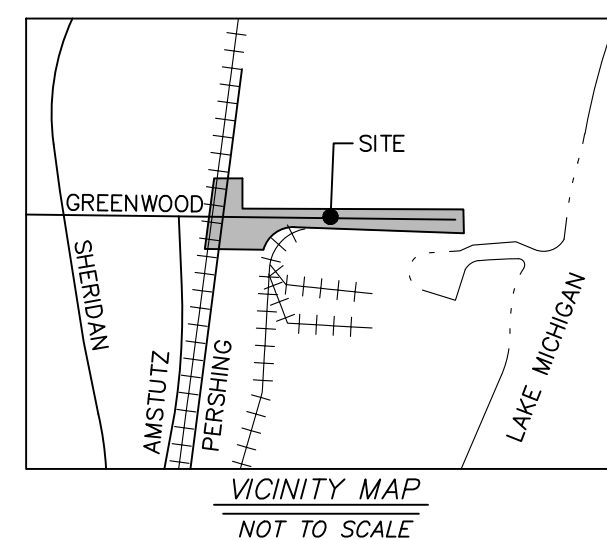 SITE
GREENWOOD
SHERIDAN
AMSTUTZ
PERSHING
LAKE MICHIGAN
VICINITY MAP
NOT TO SCALE